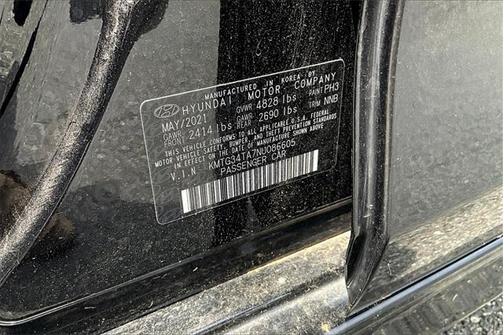 MANUFACTURED IN KOREA BY
HYUNDAI MOTOR COMPANY
MAY/2021 GVWR 4828 lbs PAINT PH3
GAWR FRON. 2414 lbs GAWR REAR 2690 lbs TRIM NNB
THIS VEHICLE CONFORMS TO ALL APPLICABLE U.S. FEDERAL
MOTOR VEHICLE SAFETY, BUMPER, AND THEFT PREVENTION STANDARDS
IN EFFECT ON THE DATE OF MANUFACTURE SHOWN ABOVE.
V.I.N KMTG34TA7NU086605
PASSENGER CAR